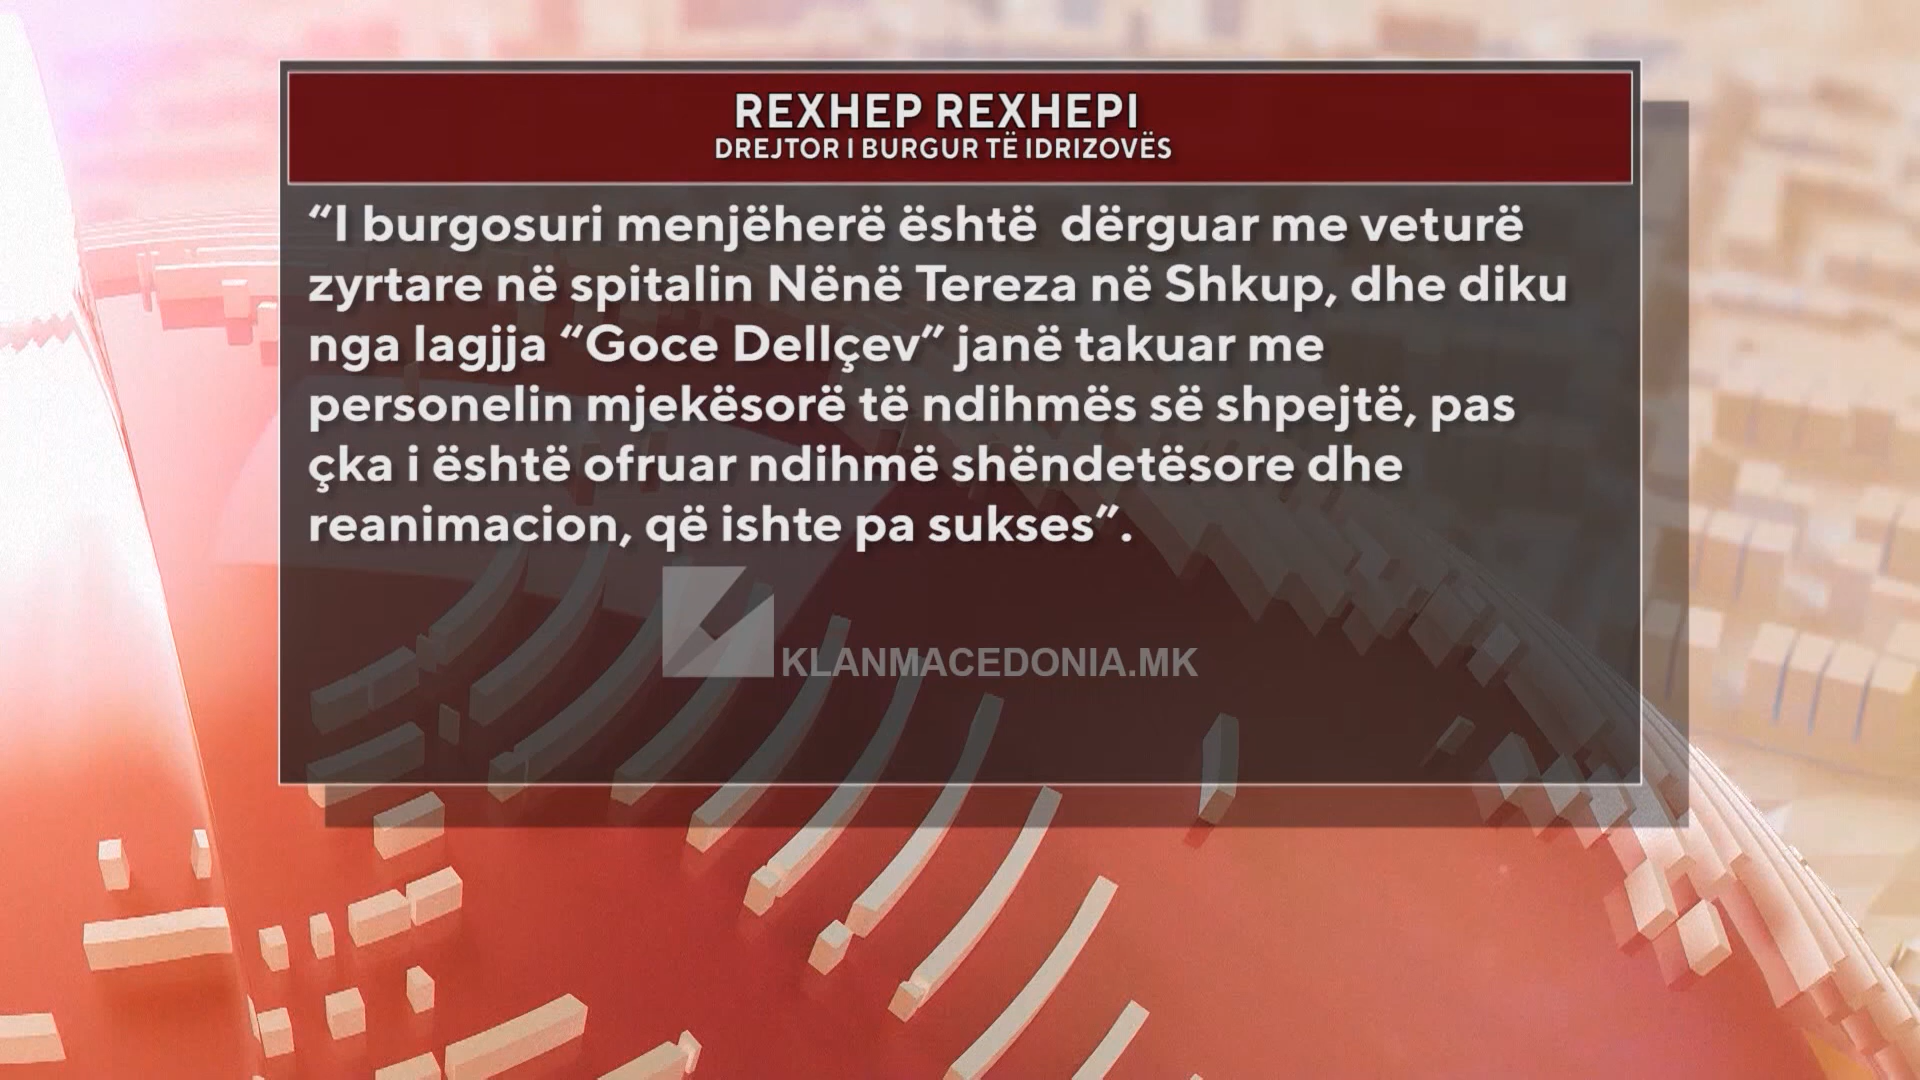 REXHEP REXHEPI
DREJTOR I BURGUR TË IDRIZOVËS
“I burgosuri menjëherë është dërguar me veturë
zyrtare në spitalin Nënë Tereza në Shkup, dhe diku
nga lagjja “Goce Dellçev” janë takuar me
personelin mjekësorë të ndihmës së shpejtë, pas
çka i është ofruar ndihmë shëndetësore dhe
reanimacion, që ishte pa sukses”.
KLANMACEDONIA.MK